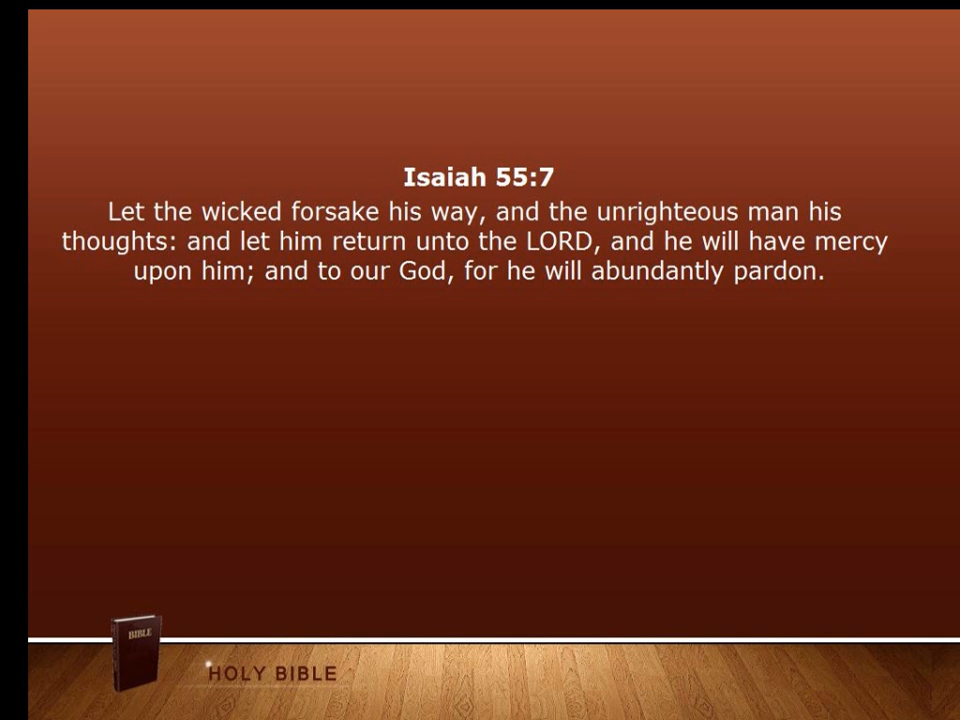 Isaiah 55:7
Let the wicked forsake his way, and the unrighteous man his
thoughts: and let him return unto the LORD, and he will have mercy
upon him; and to our God, for he will abundantly pardon.
BIBLE
HOLY BIBLE